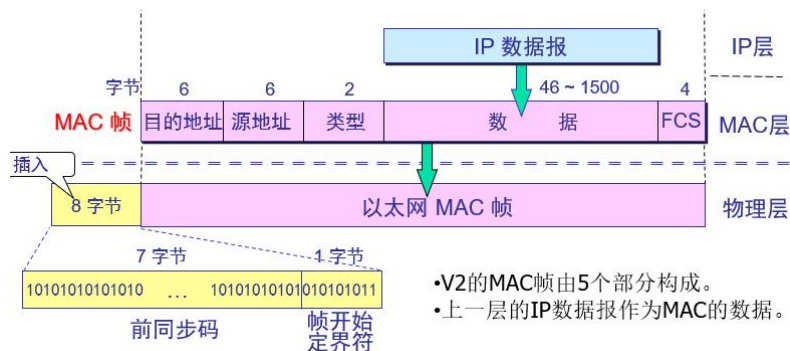 IP 数据报
IP层
字节 6 6 2 46 ~ 1500 4
MAC 帧 目的地址 源地址 类型 数 据 FCS MAC层
插入
8 字节 以太网 MAC 帧 物理层
7 字节 1 字节
10101010101010 … 10101010101010101011
前同步码 帧开始
定界符
•V2的MAC帧由5个部分构成。
•上一层的IP数据报作为MAC的数据。